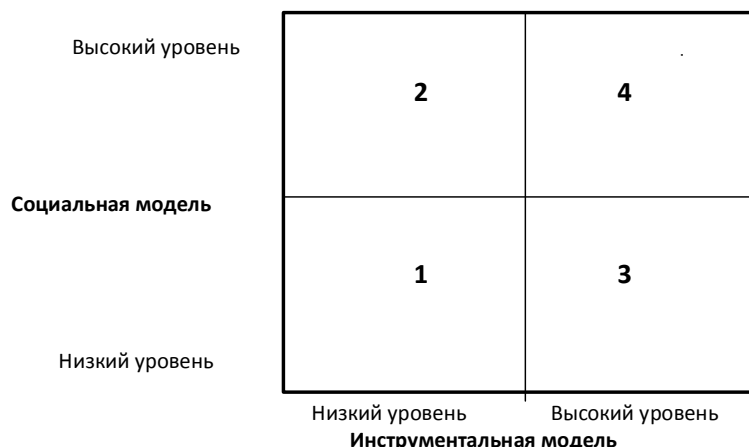 Высокий уровень
2
4
Социальная модель
1
3
Низкий уровень
Низкий уровень
Высокий уровень
Инструментальная модель